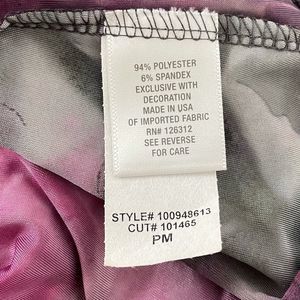 94% POLYESTER
6% SPANDEX
EXCLUSIVE WITH
DECORATION
MADE IN USA
OF IMPORTED FABRIC
RN# 126312
SEE REVERSE
FOR CARE
STYLE# 100948613
CUT# 101465
PM